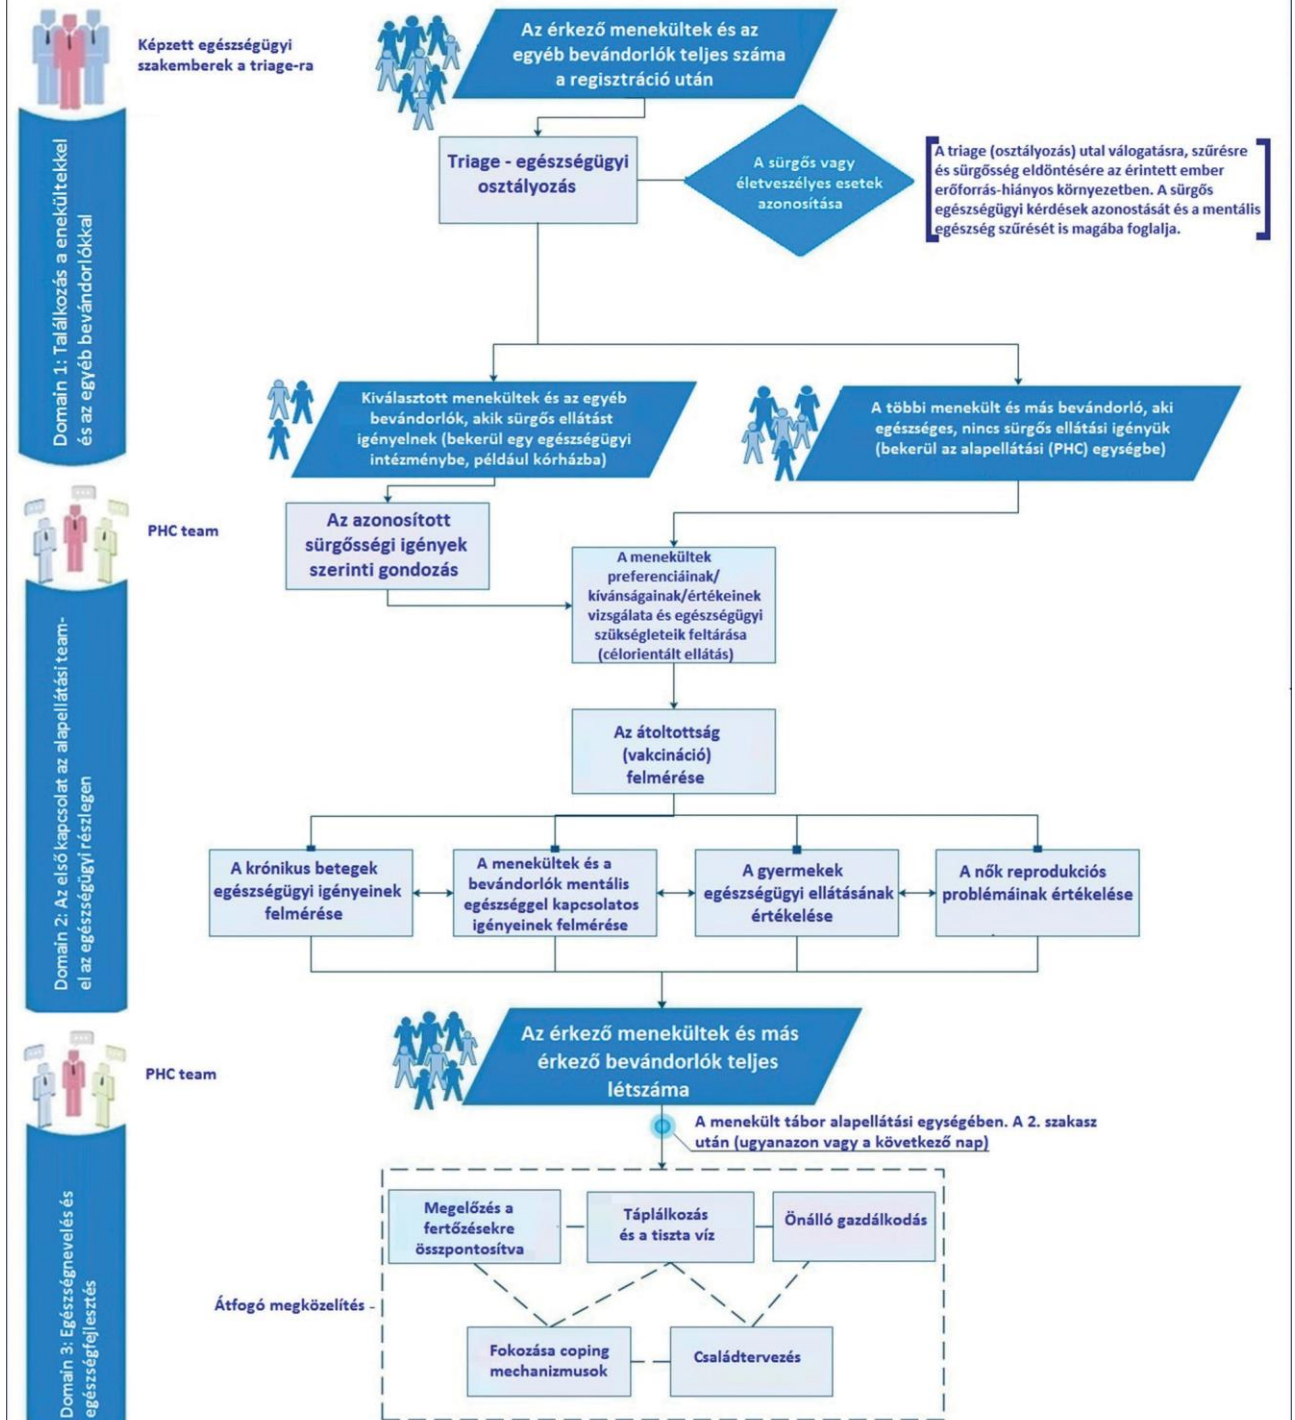 Képzett egészségügyi
szakemberek a triage-ra
Az érkező menekültek és az
egyéb bevándorlók teljes száma
a regisztráció után
Domain 1: Találkozás a enekültekkel
és az egyéb bevándorlókkal
Triage - egészségügyi
osztályozás
A sürgős vagy
életveszélyes esetek
azonosítása
A triage (osztályozás) utal válogatásra, szűrésre
és sürgősség eldöntésére az érintett ember
erőforrás-hiányos környezetben. A sürgős
egészségügyi kérdések azonostását és a mentális
egészség szűrését is magába foglalja.
Kiválasztott menekültek és az egyéb
bevándorlók, akik sürgős ellátást
igényelnek (bekerül egy egészségügyi
intézménybe, például kórházba)
A többi menekült és más bevándorló, aki
egészséges, nincs sürgős ellátási igényük
(bekerül az alapellátási (PHC) egységbe)
PHC team
Domain 2: Az első kapcsolat az alapellátási team-
el az egészségügyi részlegen
Az azonosított
sürgősségi igények
szerinti gondozás
A menekültek
preferenciáinak/
kívánságainak/értékeinek
vizsgálata és egészségügyi
szükségleteik feltárása
(célorientált ellátás)
Az átoltottság
(vakcináció)
felmérése
A krónikus betegek
egészségügyi igényeinek
felmérése
A menekültek és a
bevándorlók mentális
egészséggel kapcsolatos
igényeinek felmérése
A gyermekek
egészségügyi ellátásának
értékelése
A nők reprodukciós
problémáinak értékelése
PHC team
Domain 3: Egészségnevelés és
egészségfejlesztés
Az érkező menekültek és más
érkező bevándorlók teljes
létszáma
A menekült tábor alapellátási egységében. A 2. szakasz
után (ugyanazon vagy a következő nap)
Átfogó megközelítés
Megelőzés a
fertőzésekre
összpontosítva
Táplálkozás
és a tiszta víz
Önálló gazdálkodás
Fokozása coping
mechanizmusok
Családtervezés